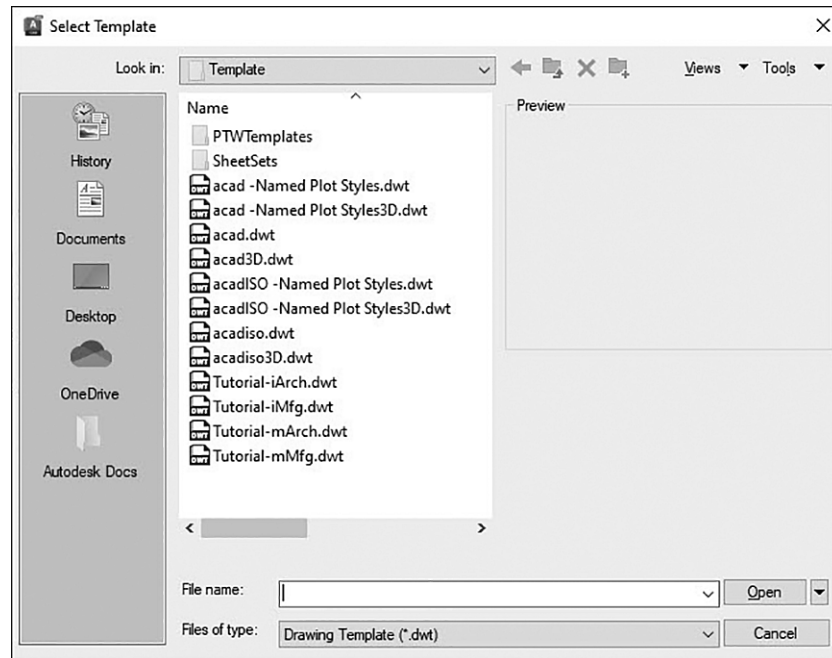 Select Template
Look in:
Template
Views
Tools
History
Documents
Desktop
OneDrive
Autodesk Docs
Name
PTWTemplates
SheetSets
acad -Named Plot Styles.dwt
acad -Named Plot Styles3D.dwt
acad.dwt
acad3D.dwt
acadISO -Named Plot Styles.dwt
acadISO -Named Plot Styles3D.dwt
acadiso.dwt
acadiso3D.dwt
Tutorial-iArch.dwt
Tutorial-iMfg.dwt
Tutorial-mArch.dwt
Tutorial-mMfg.dwt
Preview
File name:
Open
Files of type:
Drawing Template (*.dwt)
Cancel